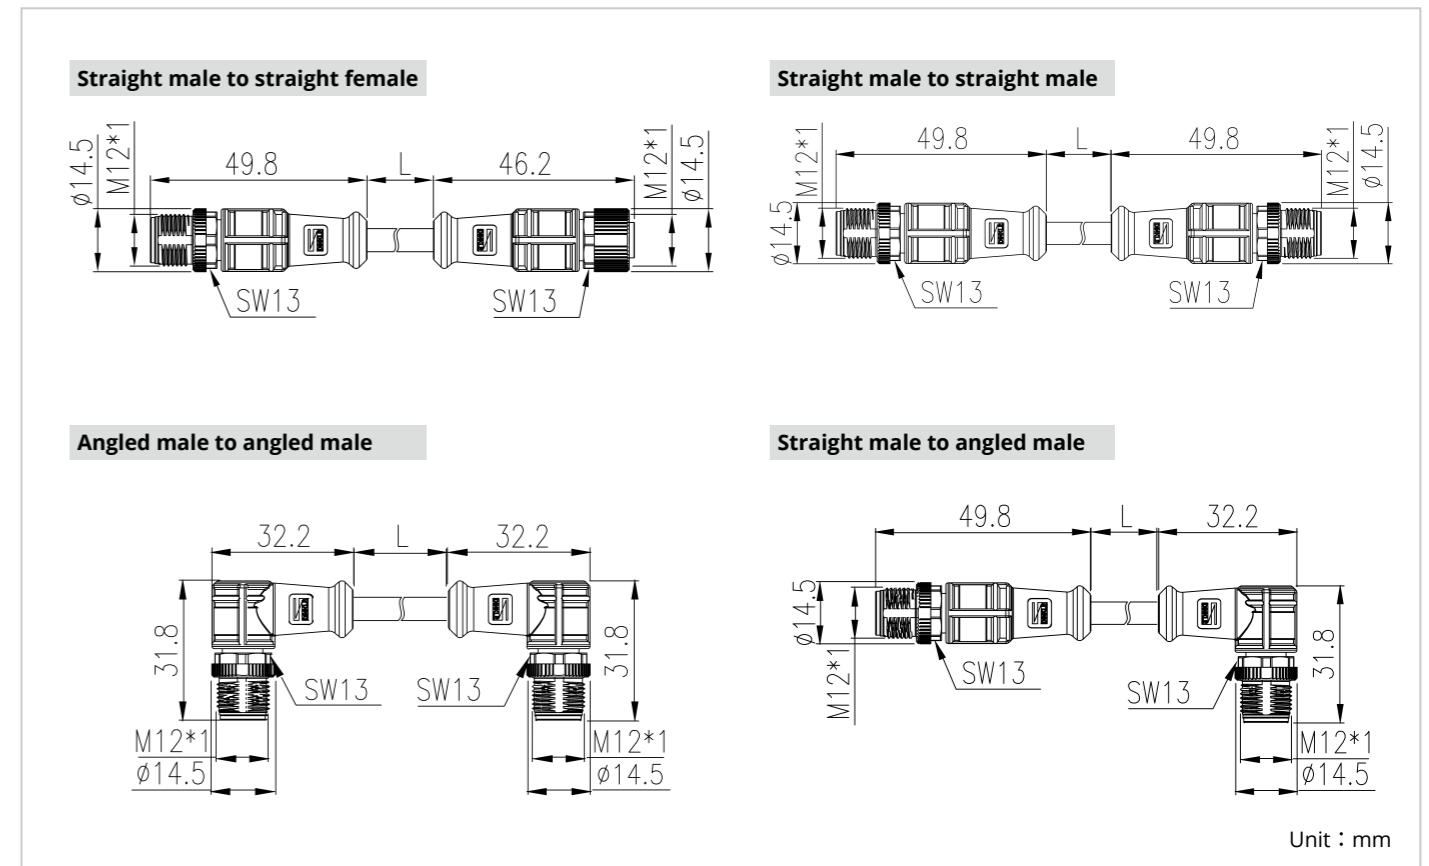 Straight male to straight female
ø14.5
M12*1
49.8
L
46.2
M12*1
ø14.5
SW13
SW13
Straight male to straight male
ø14.5
M12*1
49.8
L
49.8
M12*1
ø14.5
SW13
SW13
Angled male to angled male
32.2
L
32.2
31.8
31.8
SW13
SW13
M12*1
ø14.5
M12*1
ø14.5
Straight male to angled male
49.8
L
32.2
ø14.5
M12*1
SW13
SW13
31.8
M12*1
ø14.5
Unit：mm